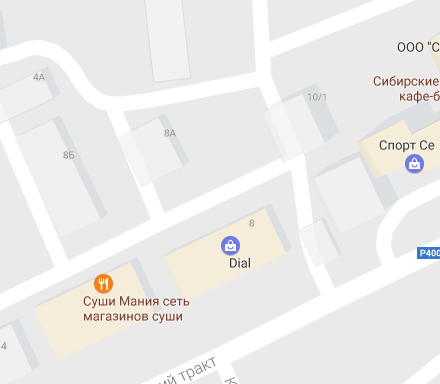 ООО "С
4А
Сибирские
кафе-б
10/1
8А
Спорт Се
8Б
8
Dial
Р400
Суши Мания сеть
магазинов суши
4
ий тракт